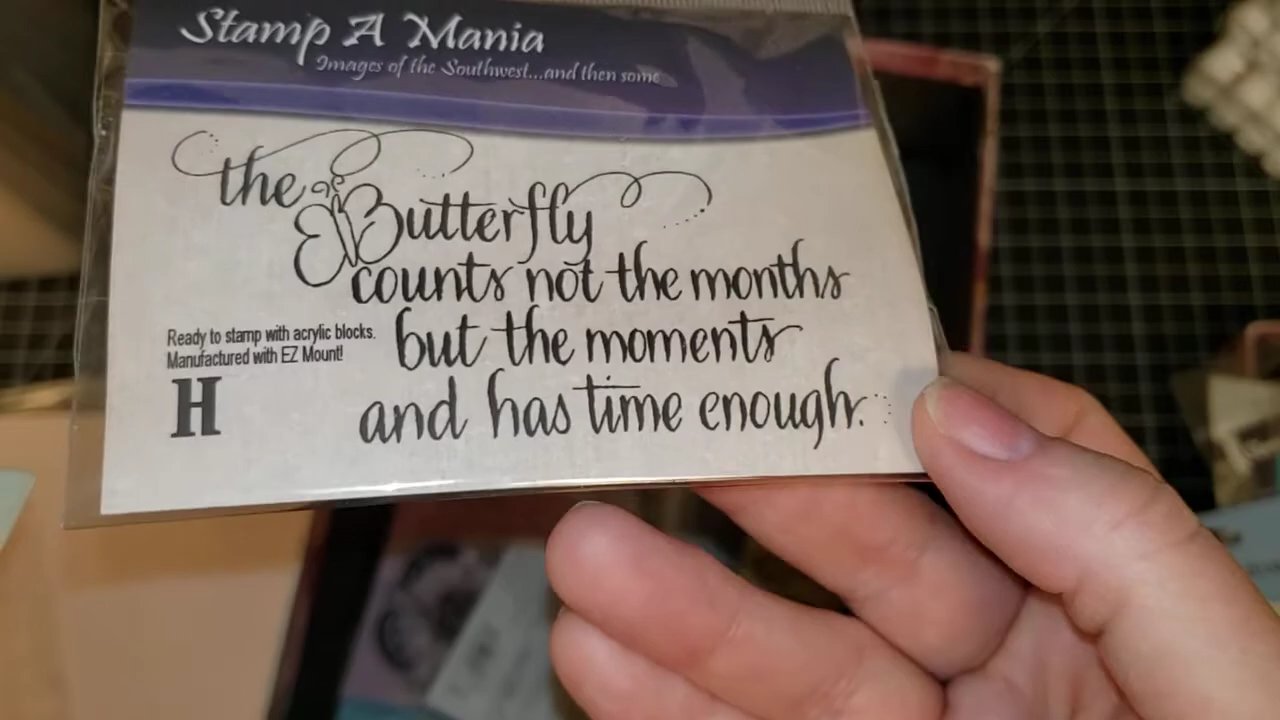 Stamp A Mania
Images of the Southwest...and then some
the
Butterfly
counts not the months
but the moments
and has time enough.
Ready to stamp with acrylic blocks.
Manufactured with EZ Mount!
H